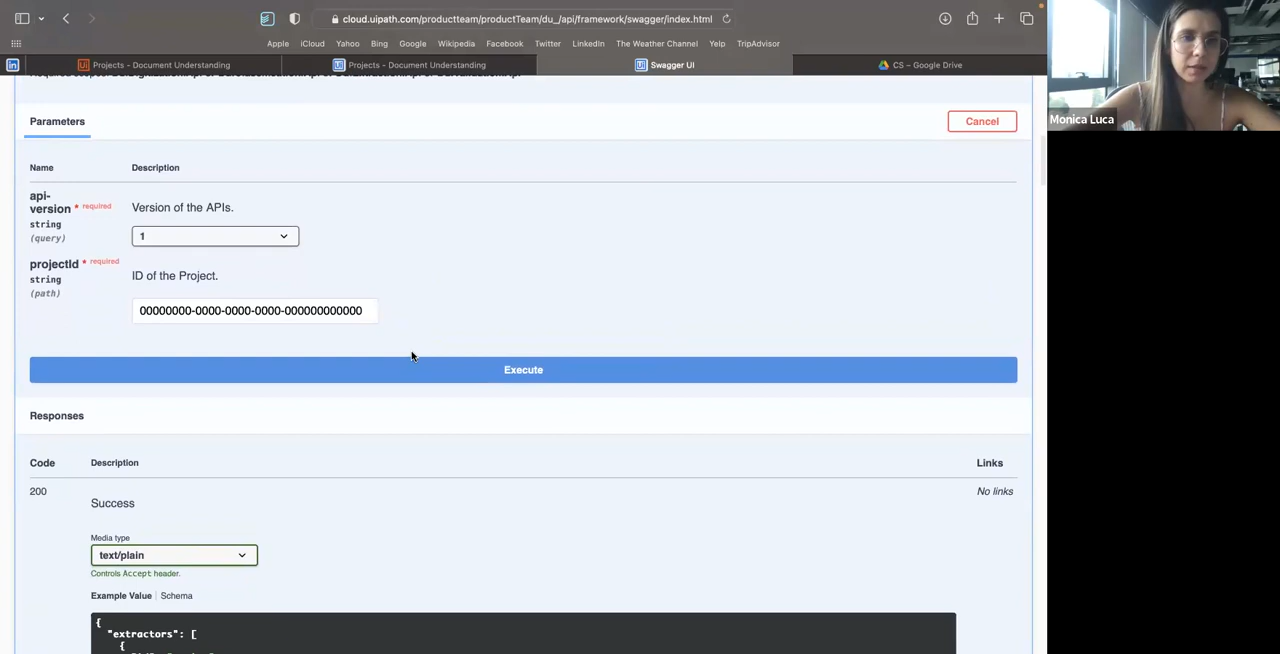 cloud.uipath.com/productteam/productTeam/du_/api/framework/swagger/index.html
Apple iCloud Yahoo Bing Google Wikipedia Facebook Twitter LinkedIn The Weather Channel Yelp TripAdvisor
Projects - Document Understanding Projects - Document Understanding Swagger UI CS – Google Drive
Monica Luca
Parameters Cancel
Name Description
api-version * required
string
(query)
Version of the APIs.
1
projectId * required
string
(path)
ID of the Project.
00000000-0000-0000-0000-000000000000
Execute
Responses
Code Description Links
200 Success No links
Media type
text/plain
Controls Accept header.
Example Value Schema
{
"extractors": [
{